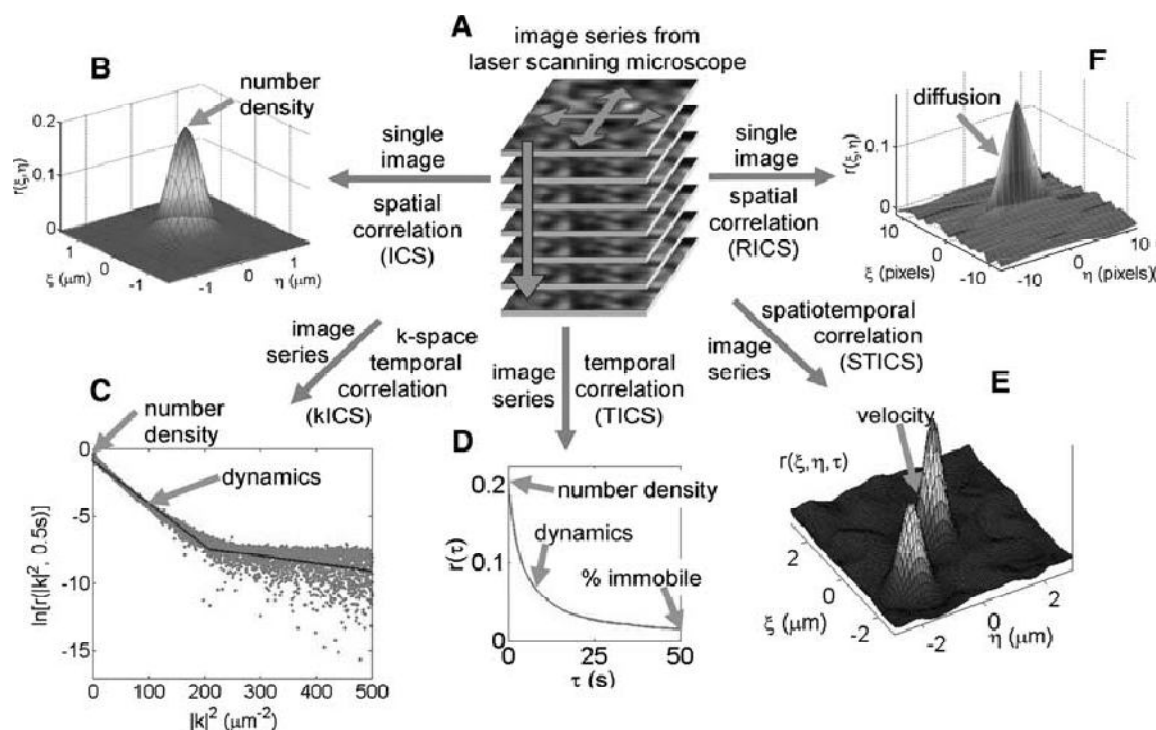 A
image series from
laser scanning microscope
B
number
density
0.2
0.1
0
r(ξ,η)
1
0
-1
ξ (μm)
-1
0
1
η (μm)
single
image
spatial
correlation
(ICS)
single
image
spatial
correlation
(RICS)
F
diffusion
0.1
0
r(ξ,η)
10
0
-10
ξ (pixels)
-10
0
10
η (pixels)
image
series
k-space
temporal
correlation
(kICS)
C
number
density
dynamics
0
-5
-10
-15
ln[r(|k|², 0.5s)]
0 100 200 300 400 500
|k|² (μm⁻²)
image
series
temporal
correlation
(TICS)
D
0.2
0.1
0
r(τ)
number density
dynamics
% immobile
0 25 50
τ (s)
spatiotemporal
correlation
(STICS)
image
series
E
velocity
r(ξ,η,τ)
2
0
-2
ξ (μm)
-2
0
2
η (μm)